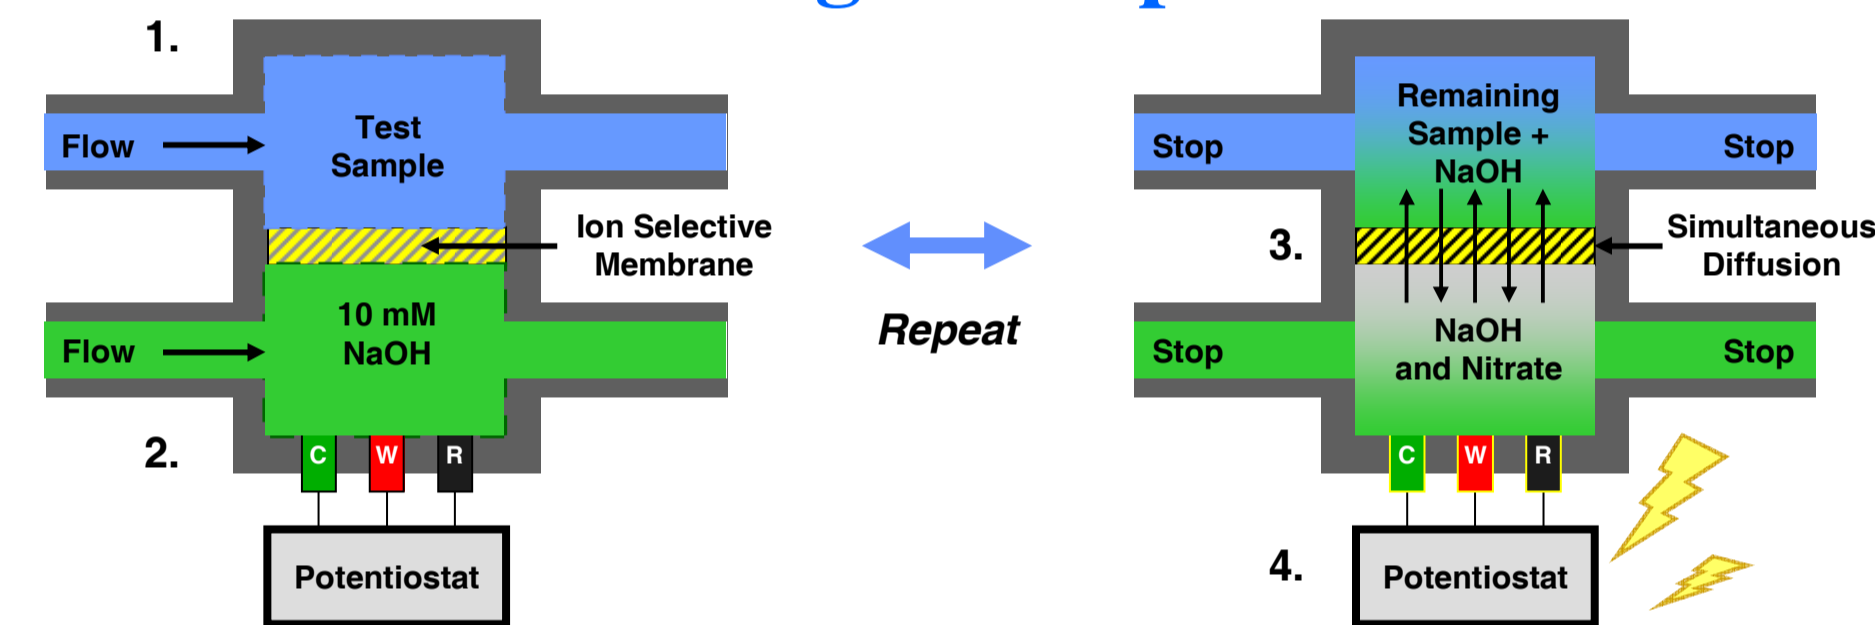 1.
Flow
Test
Sample
Ion Selective
Membrane
10 mM
NaOH
Flow
2.
C W R
Potentiostat
Repeat
Remaining
Sample +
NaOH
Stop
Stop
3.
Simultaneous
Diffusion
NaOH
and Nitrate
Stop
Stop
C W R
4.
Potentiostat